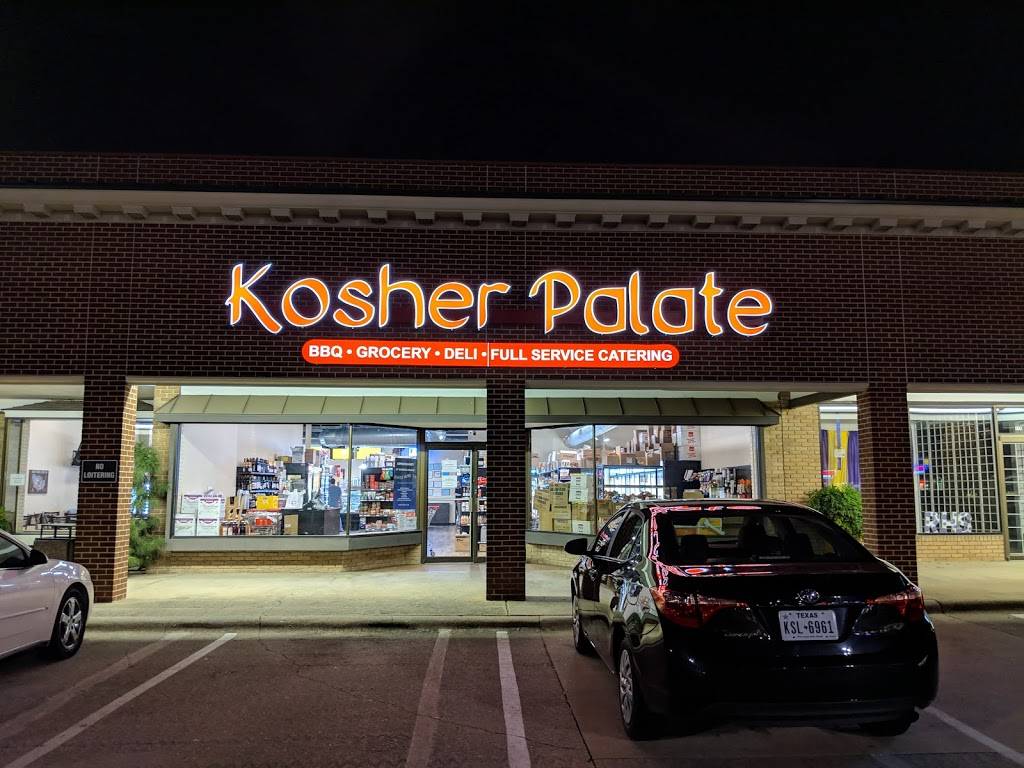 Kosher Palate
BBQ • GROCERY • DELI • FULL SERVICE CATERING
NO
LOITERING
TEXAS
KSL★6961